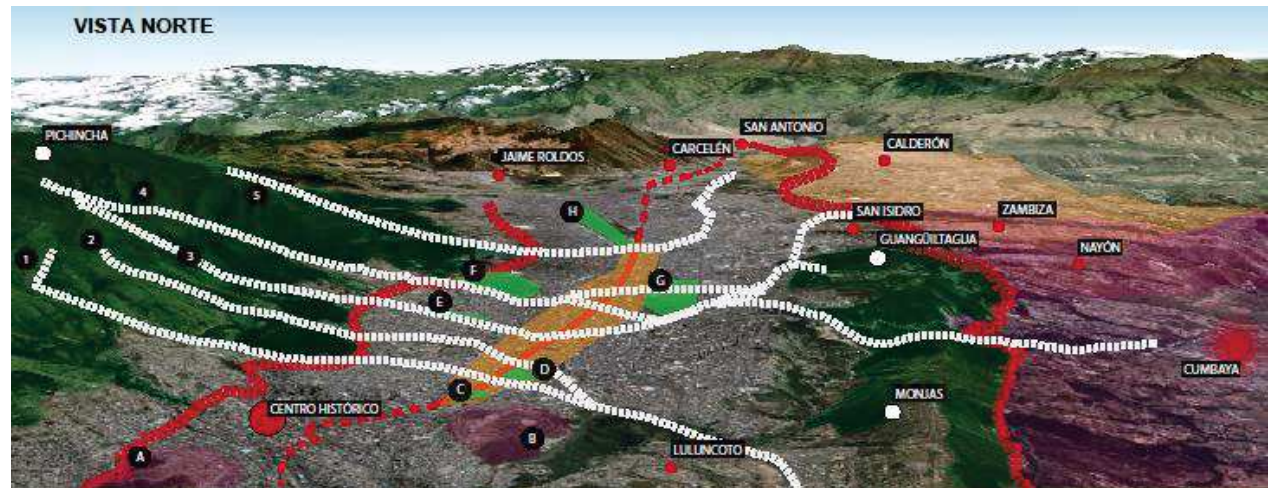 VISTA NORTE
PICHINCHA
SAN ANTONIO
CARCELÉN
CALDERÓN
JAIME ROLDOS
4
5
H
SAN ISIDRO
ZAMBIZA
1
2
3
GUANGÜILTAGUA
NAYÓN
F
G
E
CUMBAYA
D
C
CENTRO HISTÓRICO
MONJAS
B
A
LULUNCOTO